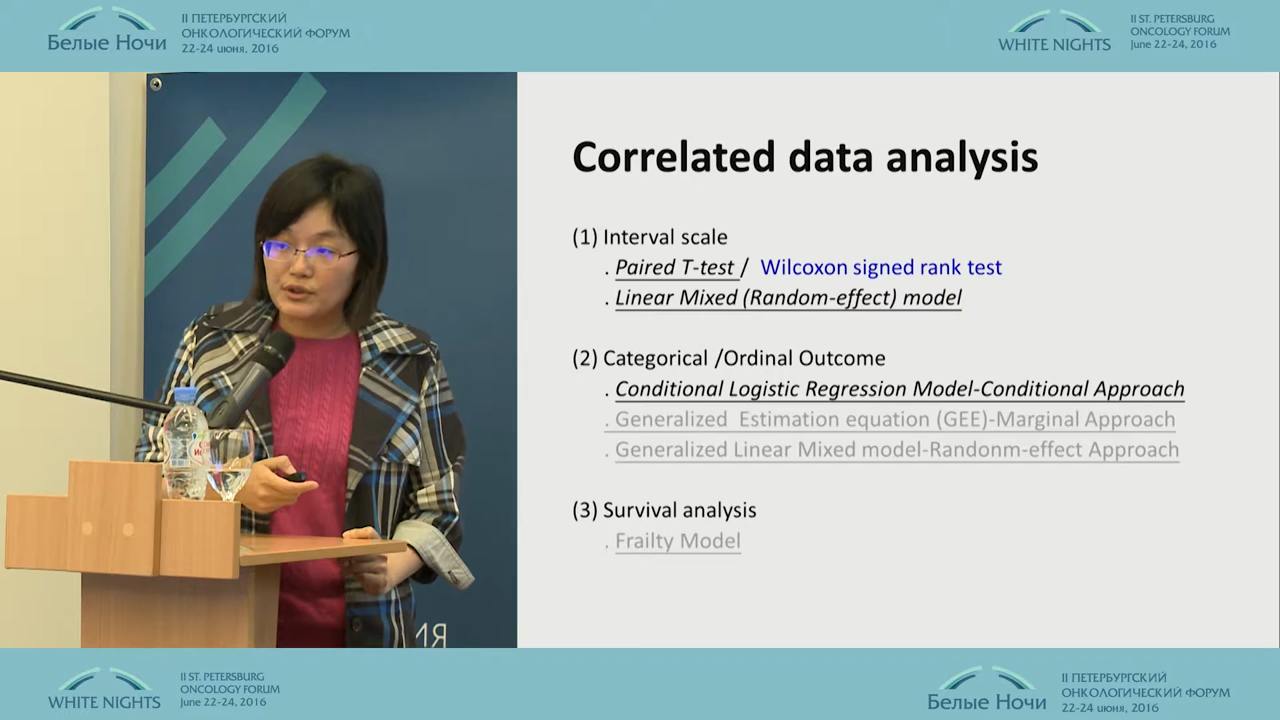 Белые Ночи
II ПЕТЕРБУРГСКИЙ
ОНКОЛОГИЧЕСКИЙ ФОРУМ
22-24 июня, 2016
WHITE NIGHTS
II ST. PETERSBURG
ONCOLOGY FORUM
June 22-24, 2016
Correlated data analysis
(1) Interval scale
. Paired T-test / Wilcoxon signed rank test
. Linear Mixed (Random-effect) model
(2) Categorical /Ordinal Outcome
. Conditional Logistic Regression Model-Conditional Approach
. Generalized Estimation equation (GEE)-Marginal Approach
. Generalized Linear Mixed model-Randonm-effect Approach
(3) Survival analysis
. Frailty Model
WHITE NIGHTS
II ST. PETERSBURG
ONCOLOGY FORUM
June 22-24, 2016
Белые Ночи
II ПЕТЕРБУРГСКИЙ
ОНКОЛОГИЧЕСКИЙ ФОРУМ
22-24 июня, 2016